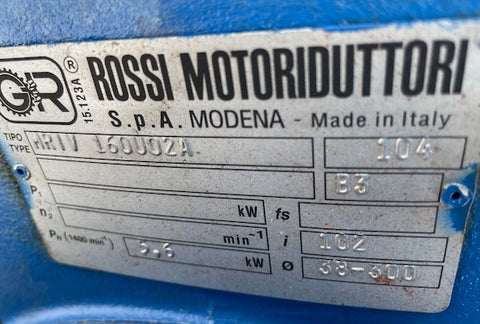 GR ® 15.123A ROSSI MOTORIDUTTORI
S.p.A. MODENA - Made in Italy
TIPO TYPE MRIV 160U02A 104
B3
P₁ kW fs
n₂ min⁻¹ i 102
Pₙ (1400 min⁻¹) 5.6 kW Ø 38-300